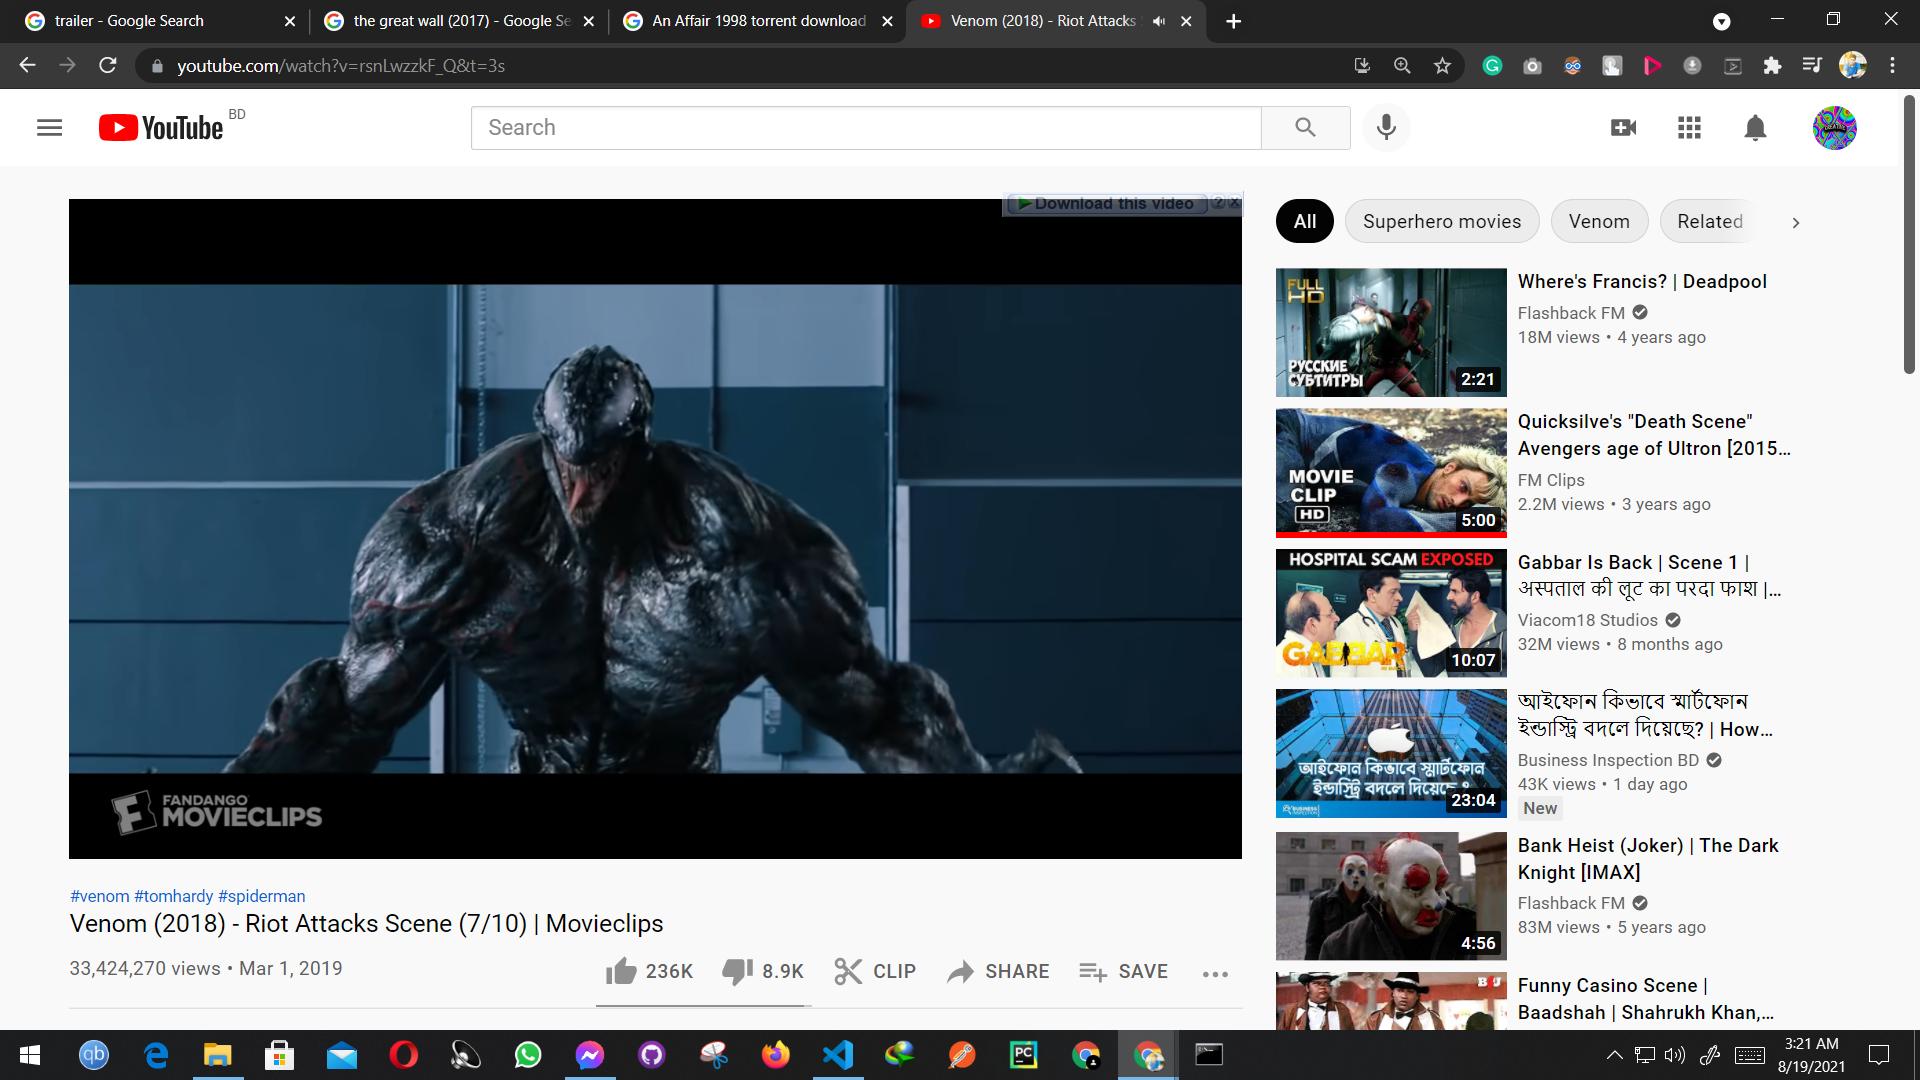 trailer - Google Search
the great wall (2017) - Google Se
An Affair 1998 torrent download
Venom (2018) - Riot Attacks
youtube.com/watch?v=rsnLwzzkF_Q&t=3s
YouTube BD
Search
Download this video
All
Superhero movies
Venom
Related
FANDANGO
MOVIECLIPS
#venom #tomhardy #spiderman
Venom (2018) - Riot Attacks Scene (7/10) | Movieclips
33,424,270 views • Mar 1, 2019
236K
8.9K
CLIP
SHARE
SAVE
FULL
HD
РУССКИЕ
СУБТИТРЫ
2:21
Where's Francis? | Deadpool
Flashback FM
18M views • 4 years ago
MOVIE
CLIP
HD
5:00
Quicksilve's "Death Scene"
Avengers age of Ultron [2015...
FM Clips
2.2M views • 3 years ago
HOSPITAL SCAM EXPOSED
GABBAR
10:07
Gabbar Is Back | Scene 1 |
अस्पताल की लूट का परदा फाश |...
Viacom18 Studios
32M views • 8 months ago
আইফোন কিভাবে স্মার্টফোন
ইন্ডাস্ট্রি বদলে দিয়েছে ?
23:04
আইফোন কিভাবে স্মার্টফোন
ইন্ডাস্ট্রি বদলে দিয়েছে? | How...
Business Inspection BD
43K views • 1 day ago
New
4:56
Bank Heist (Joker) | The Dark
Knight [IMAX]
Flashback FM
83M views • 5 years ago
Funny Casino Scene |
Baadshah | Shahrukh Khan,...
qb
PC
3:21 AM
8/19/2021